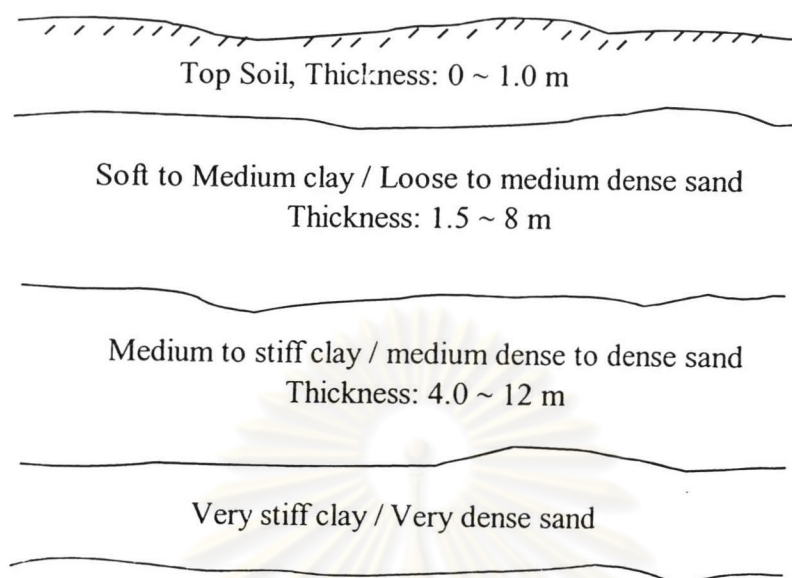 Top Soil, Thickness: 0 ~ 1.0 m
Soft to Medium clay / Loose to medium dense sand
Thickness: 1.5 ~ 8 m
Medium to stiff clay / medium dense to dense sand
Thickness: 4.0 ~ 12 m
Very stiff clay / Very dense sand